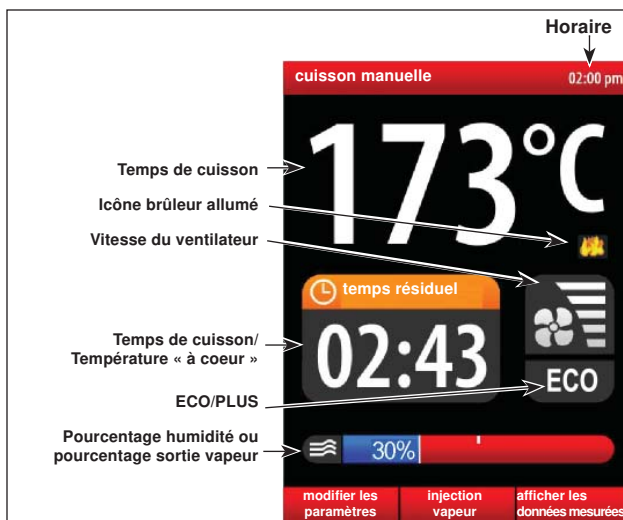 Horaire
cuisson manuelle 02:00 pm
173°C
Temps de cuisson
Icône brûleur allumé
Vitesse du ventilateur
temps résiduel
02:43
Temps de cuisson/
Température « à coeur »
ECO
ECO/PLUS
Pourcentage humidité ou
pourcentage sortie vapeur
30%
modifier les
paramètres
injection
vapeur
afficher les
données mesurées